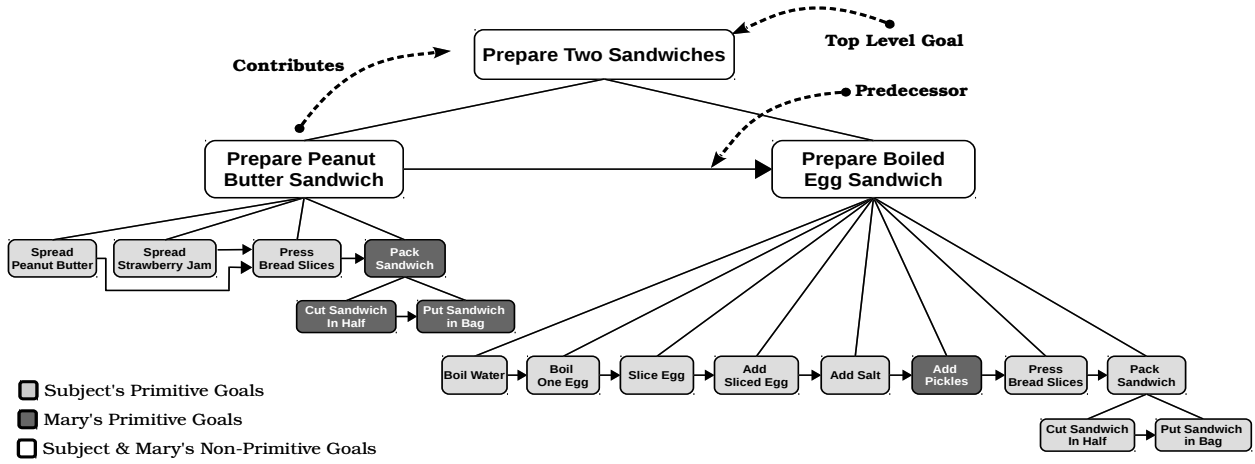 Prepare Two Sandwiches
Top Level Goal
Contributes
Predecessor
Prepare Peanut
Butter Sandwich
Prepare Boiled
Egg Sandwich
Spread
Peanut Butter
Spread
Strawberry Jam
Press
Bread Slices
Pack
Sandwich
Cut Sandwich
In Half
Put Sandwich
in Bag
Boil Water
Boil
One Egg
Slice Egg
Add
Sliced Egg
Add Salt
Add
Pickles
Press
Bread Slices
Pack
Sandwich
Cut Sandwich
In Half
Put Sandwich
in Bag
Subject's Primitive Goals
Mary's Primitive Goals
Subject & Mary's Non-Primitive Goals